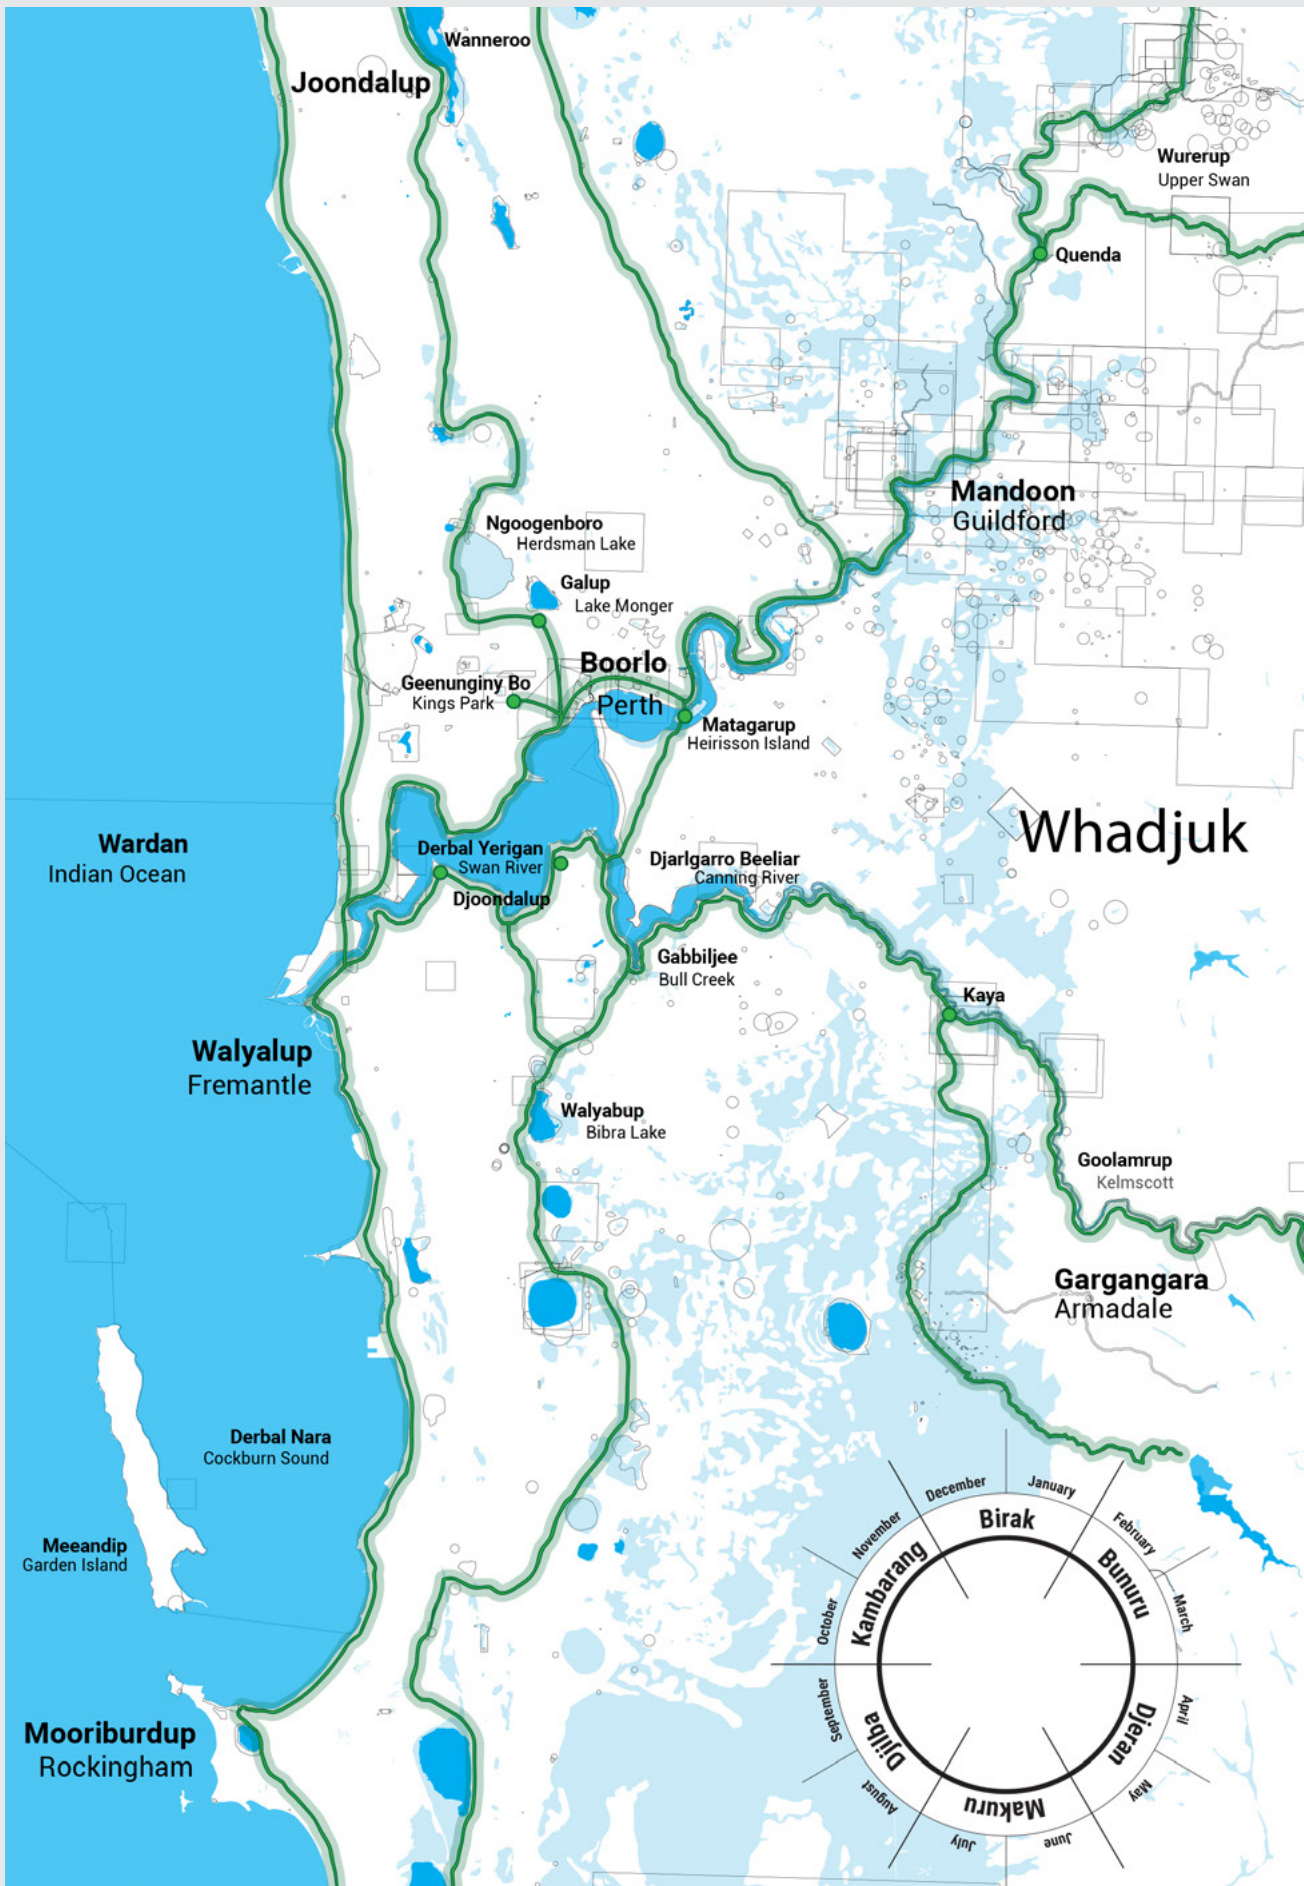 Wanneroo
Joondalup
Wurerup
Upper Swan
Quenda
Mandoon
Guildford
Ngoogenboro
Herdsman Lake
Galup
Lake Monger
Boorlo
Perth
Geenunginy Bo
Kings Park
Matagarup
Heirisson Island
Whadjuk
Wardan
Indian Ocean
Derbal Yerigan
Swan River
Djoondalup
Djarlgarro Beeliar
Canning River
Gabbiljee
Bull Creek
Kaya
Walyalup
Fremantle
Walyabup
Bibra Lake
Goolamrup
Kelmscott
Gargangara
Armadale
Derbal Nara
Cockburn Sound
Meeandip
Garden Island
Mooriburdup
Rockingham
December
January
February
March
April
May
June
July
August
September
October
November
Birak
Bunuru
Djeran
Makuru
Djilba
Kambarang